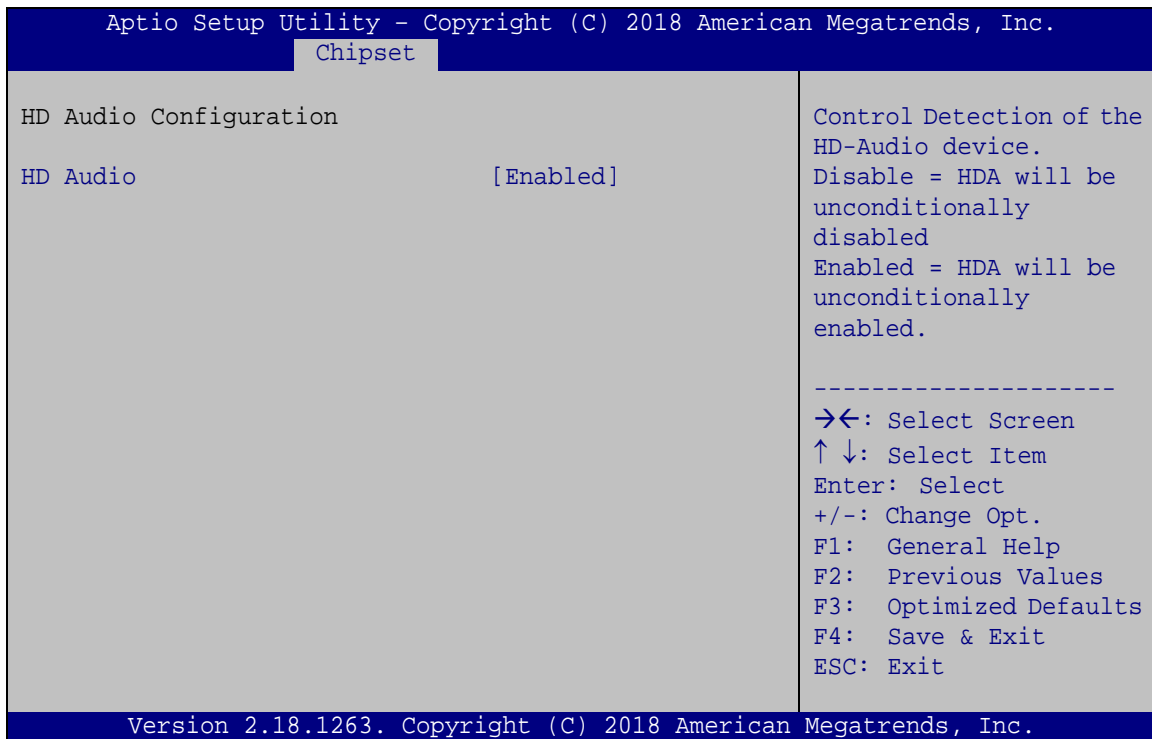 Aptio Setup Utility – Copyright (C) 2018 American Megatrends, Inc.
Chipset
HD Audio Configuration
HD Audio [Enabled]
Control Detection of the
HD-Audio device.
Disable = HDA will be
unconditionally
disabled
Enabled = HDA will be
unconditionally
enabled.
----------------------
→←: Select Screen
↑ ↓: Select Item
Enter: Select
+/-: Change Opt.
F1: General Help
F2: Previous Values
F3: Optimized Defaults
F4: Save & Exit
ESC: Exit
Version 2.18.1263. Copyright (C) 2018 American Megatrends, Inc.